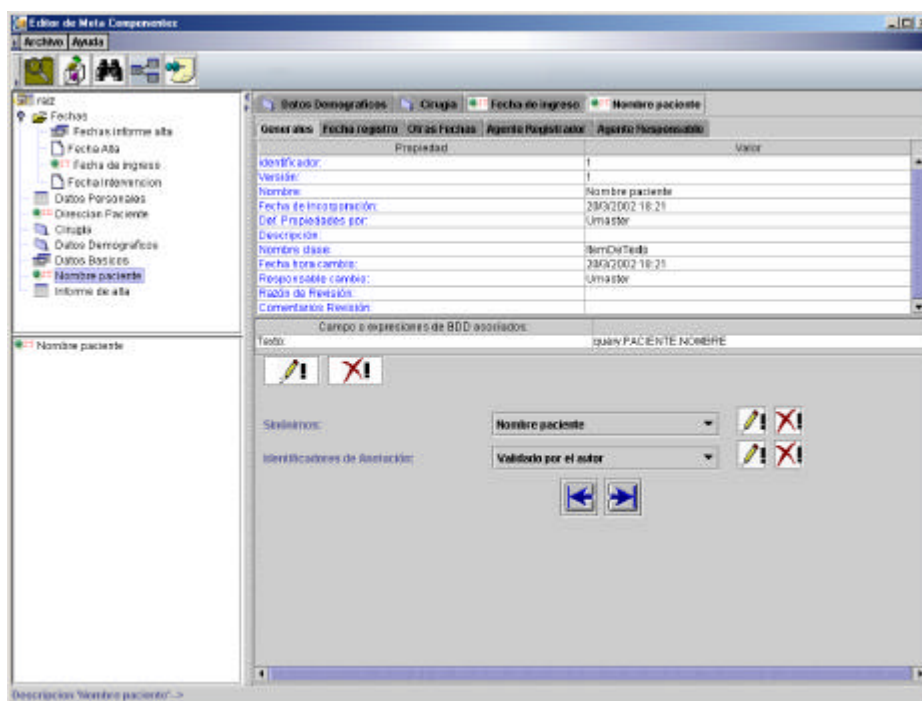 Editor de Meta Componentes
Archivo Ayuda
raiz
Fechas
Fechas informe alta
Fecha Alta
Fecha de ingreso
Fecha Intervencion
Datos Personales
Direccion Paciente
Cirugia
Datos Demograficos
Datos Basicos
Nombre paciente
Informe de alta
Nombre paciente
Datos Demograficos Cirugia Fecha de ingreso Nombre paciente
Generales Fecha registro Otras Fechas Agente Registrador Agente Responsable
Propiedad Valor
Identificador: 1
Versión: 1
Nombre: Nombre paciente
Fecha de Incorporación: 20/3/2002 18:21
Def. Propiedades por: Umaster
Descripción:
Nombre clase: ItemDeTexto
Fecha hora cambio: 20/3/2002 18:21
Responsable cambio: Umaster
Razón de Revisión:
Comentarios Revisión:
Campo o expresiones de BDD asociados:
Texto: query.PACIENTE.NOMBRE
Sinónimos: Nombre paciente
Identificadores de Anotación: Validado por el autor
Descripcion 'Nombre paciente'-->